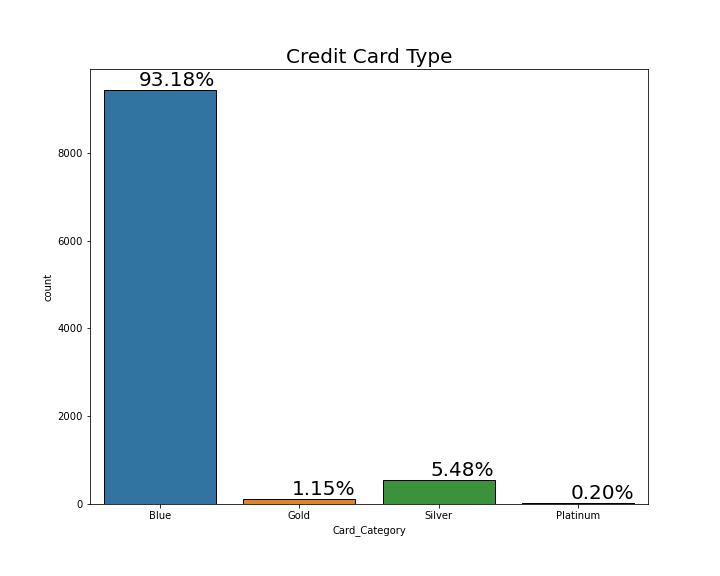 Credit Card Type
93.18%
8000
6000
count
4000
2000
5.48%
1.15%
0.20%
0
Blue
Gold
Silver
Platinum
Card_Category